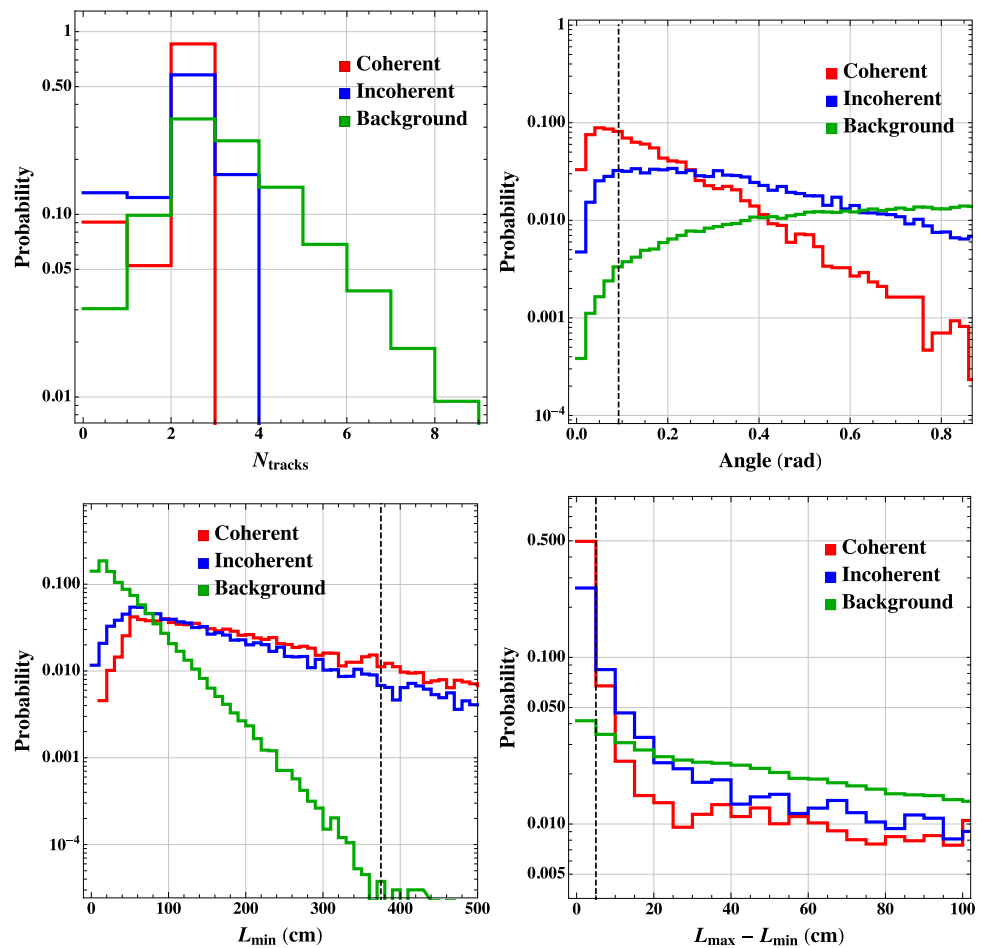 1
0.50
0.10
0.05
0.01
0
2
4
6
8
Probability
N_tracks
Coherent
Incoherent
Background
1
0.100
0.010
0.001
10⁻⁴
0.0
0.2
0.4
0.6
0.8
Probability
Angle (rad)
Coherent
Incoherent
Background
0.100
0.010
0.001
10⁻⁴
0
100
200
300
400
500
Probability
L_min (cm)
Coherent
Incoherent
Background
0.500
0.100
0.050
0.010
0.005
0
20
40
60
80
100
Probability
L_max − L_min (cm)
Coherent
Incoherent
Background